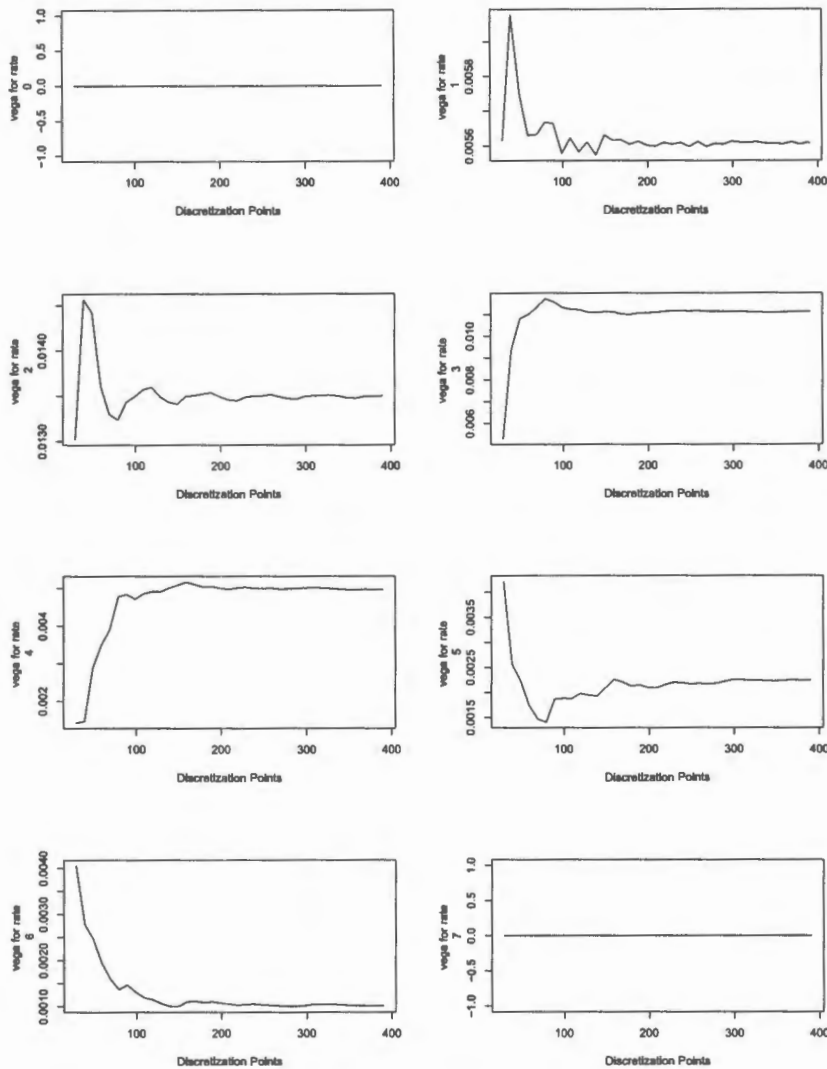 vega for rate
0
-1.0 -0.5 0.0 0.5 1.0
100 200 300 400
Discretization Points
vega for rate
1
0.0056 0.0058
100 200 300 400
Discretization Points
vega for rate
2
0.0130 0.0140
100 200 300 400
Discretization Points
vega for rate
3
0.006 0.008 0.010
100 200 300 400
Discretization Points
vega for rate
4
0.002 0.004
100 200 300 400
Discretization Points
vega for rate
5
0.0015 0.0025 0.0035
100 200 300 400
Discretization Points
vega for rate
6
0.0010 0.0020 0.0030 0.0040
100 200 300 400
Discretization Points
vega for rate
7
-1.0 -0.5 0.0 0.5 1.0
100 200 300 400
Discretization Points